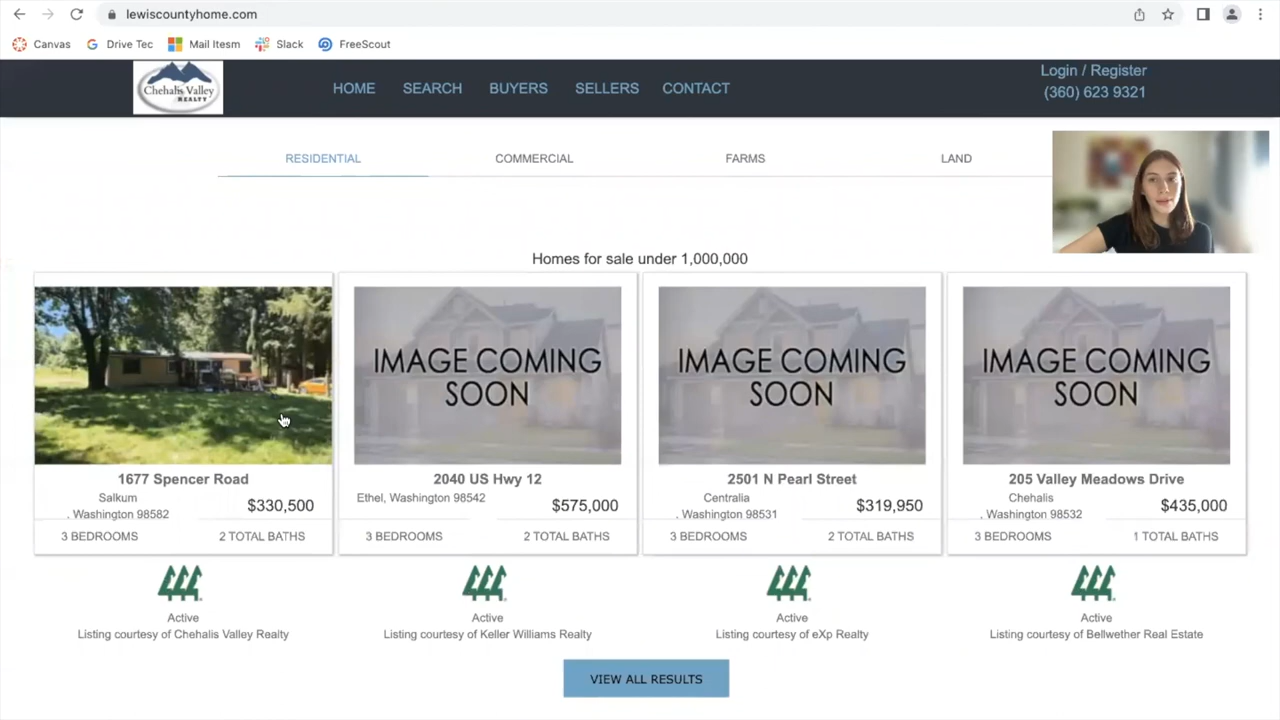 lewiscountyhome.com
Canvas
Drive Tec
Mail Itesm
Slack
FreeScout
Chehalis Valley
REALTY
HOME
SEARCH
BUYERS
SELLERS
CONTACT
Login / Register
(360) 623 9321
RESIDENTIAL
COMMERCIAL
FARMS
LAND
Homes for sale under 1,000,000
IMAGE COMING
SOON
IMAGE COMING
SOON
IMAGE COMING
SOON
1677 Spencer Road
Salkum
, Washington 98582
$330,500
3 BEDROOMS
2 TOTAL BATHS
2040 US Hwy 12
Ethel, Washington 98542
$575,000
3 BEDROOMS
2 TOTAL BATHS
2501 N Pearl Street
Centralia
, Washington 98531
$319,950
3 BEDROOMS
2 TOTAL BATHS
205 Valley Meadows Drive
Chehalis
, Washington 98532
$435,000
3 BEDROOMS
1 TOTAL BATHS
Active
Listing courtesy of Chehalis Valley Realty
Active
Listing courtesy of Keller Williams Realty
Active
Listing courtesy of eXp Realty
Active
Listing courtesy of Bellwether Real Estate
VIEW ALL RESULTS